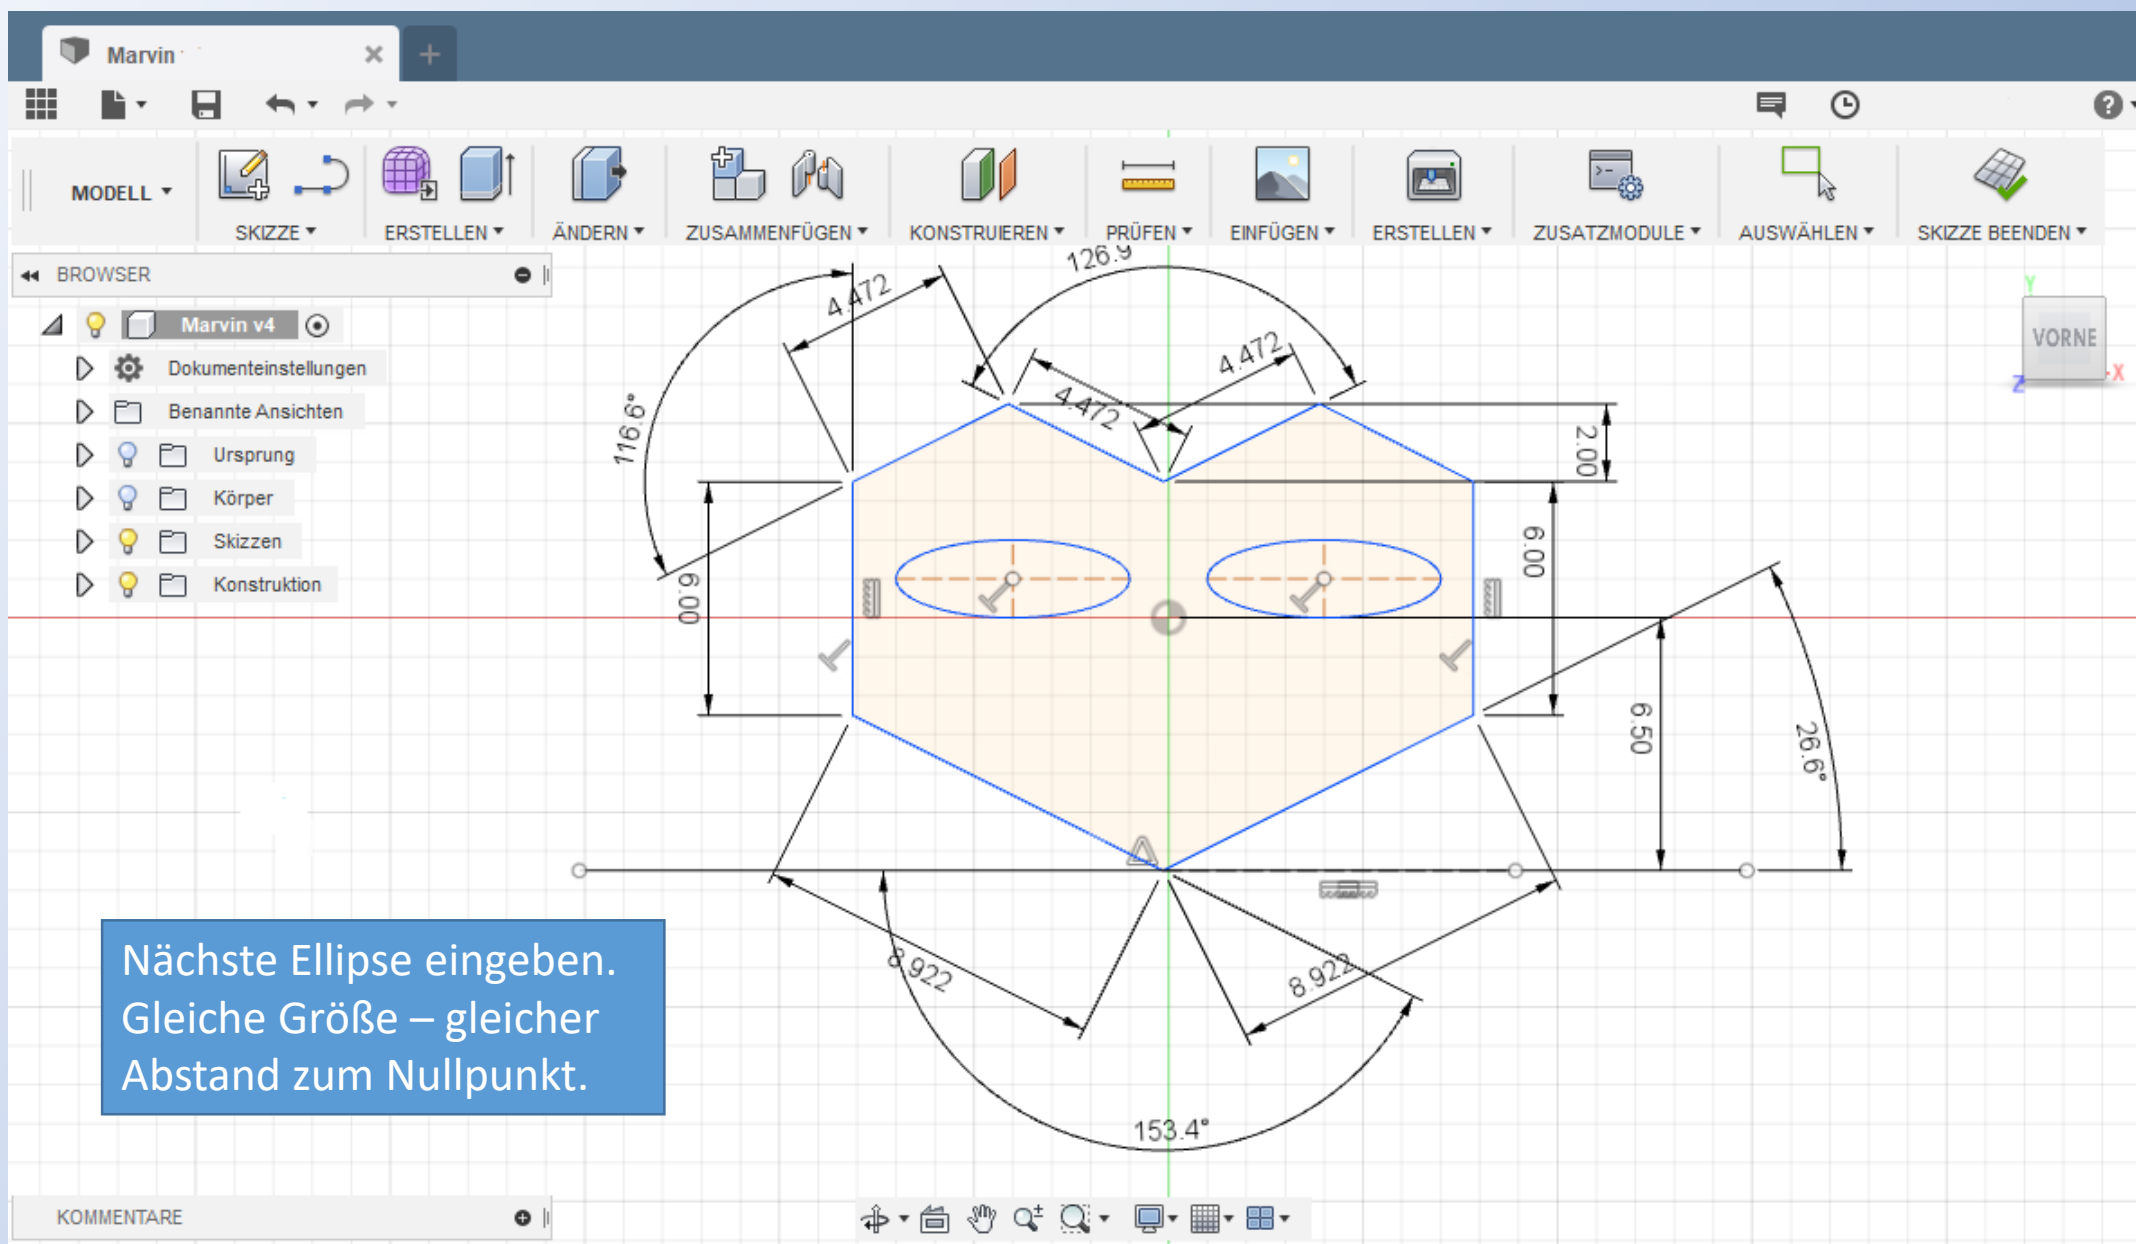 Marvin
MODELL
SKIZZE
ERSTELLEN
ÄNDERN
ZUSAMMENFÜGEN
KONSTRUIEREN
PRÜFEN
EINFÜGEN
ERSTELLEN
ZUSATZMODULE
AUSWÄHLEN
SKIZZE BEENDEN
BROWSER
Marvin v4
Dokumenteinstellungen
Benannte Ansichten
Ursprung
Körper
Skizzen
Konstruktion
126.9
4.472
4.472
4.472
116.6°
2.00
6.00
6.00
6.50
26.6°
8.922
8.922
153.4°
Y
VORNE
Z
X
Nächste Ellipse eingeben.
Gleiche Größe – gleicher
Abstand zum Nullpunkt.
KOMMENTARE